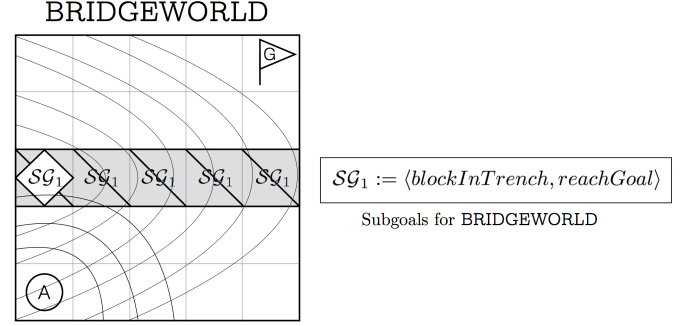 BRIDGEWORLD
G
SG₁ SG₁ SG₁ SG₁ SG₁
A
SG₁ := ⟨blockInTrench, reachGoal⟩
Subgoals for BRIDGEWORLD